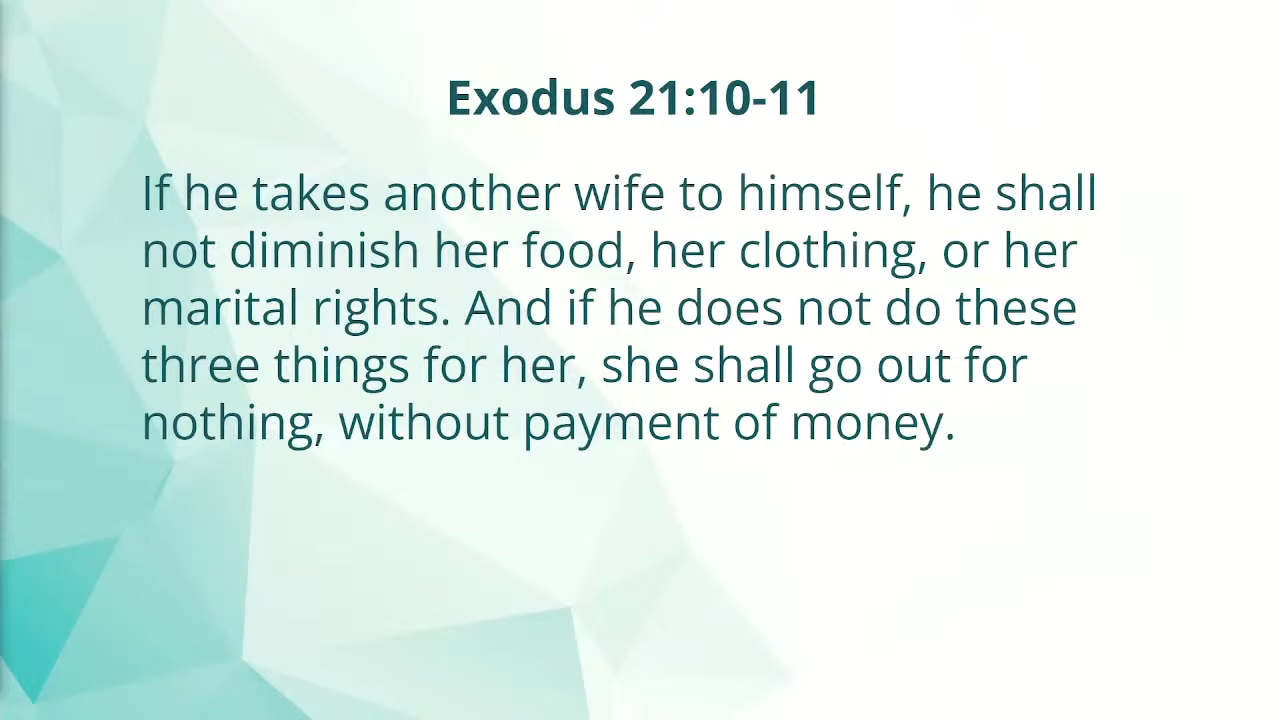 Exodus 21:10-11
If he takes another wife to himself, he shall
not diminish her food, her clothing, or her
marital rights. And if he does not do these
three things for her, she shall go out for
nothing, without payment of money.